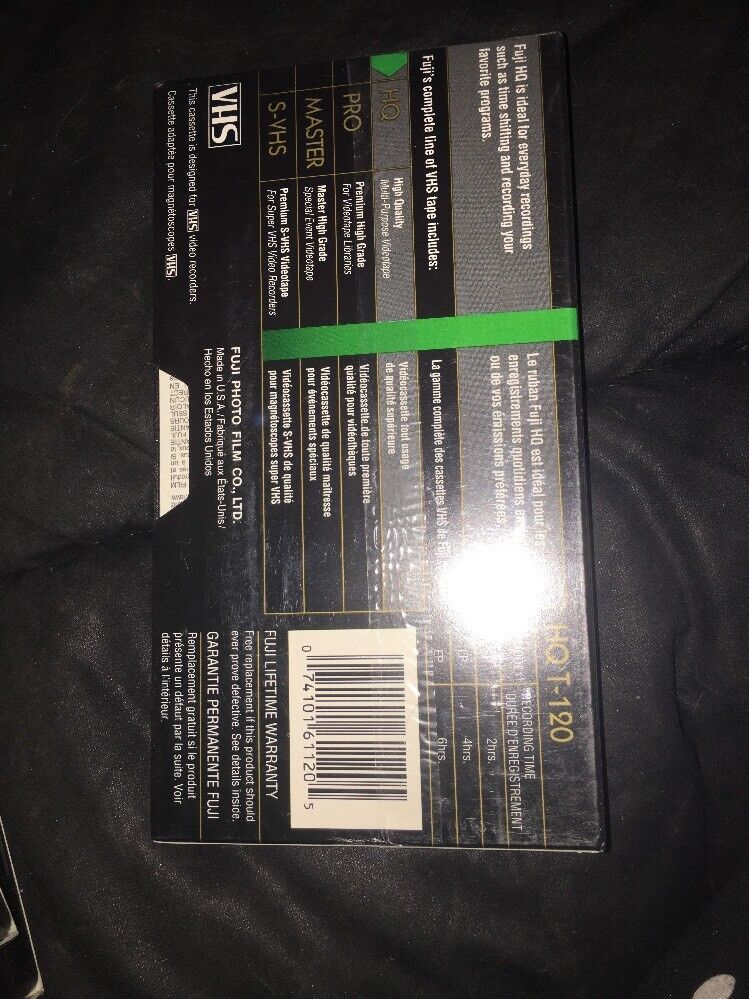 Fuji HQ is ideal for everyday recordings
such as time shifting and recording your
favorite programs.
Le ruban Fuji HQ est idéal pour les
enregistrements quotidiens
ou de vos émissions préférées.
HQ T-120
RECORDING TIME
DURÉE D'ENREGISTREMENT
2hrs.
4hrs.
EP 6hrs.
Fuji's complete line of VHS tape includes:
La gamme complète des cassettes VHS de
HQ
High Quality
Multi-Purpose Videotape
Vidéocassette tout usage
de qualité supérieure
PRO
Premium High Grade
For Videotape Libraries
Vidéocassette de toute première
qualité pour vidéothèques
MASTER
Master High Grade
Special Event Videotape
Vidéocassette de qualité maîtresse
pour événements spéciaux
S-VHS
Premium S-VHS Videotape
For Super VHS Video Recorders
Vidéocassette S-VHS de qualité
pour magnétoscopes super VHS
0 74101 61120 5
VHS
This cassette is designed for VHS video recorders.
Cassette adaptée pour magnétoscopes VHS.
FUJI PHOTO FILM CO., LTD.
Made in U.S.A./Fabriqué aux États-Unis/
Hecho en los Estados Unidos
FUJI LIFETIME WARRANTY
Free replacement if this product should
ever prove defective. See details inside.
GARANTIE PERMANENTE FUJI
Remplacement gratuit si le produit
présente un défaut par la suite. Voir
détails à l'intérieur.